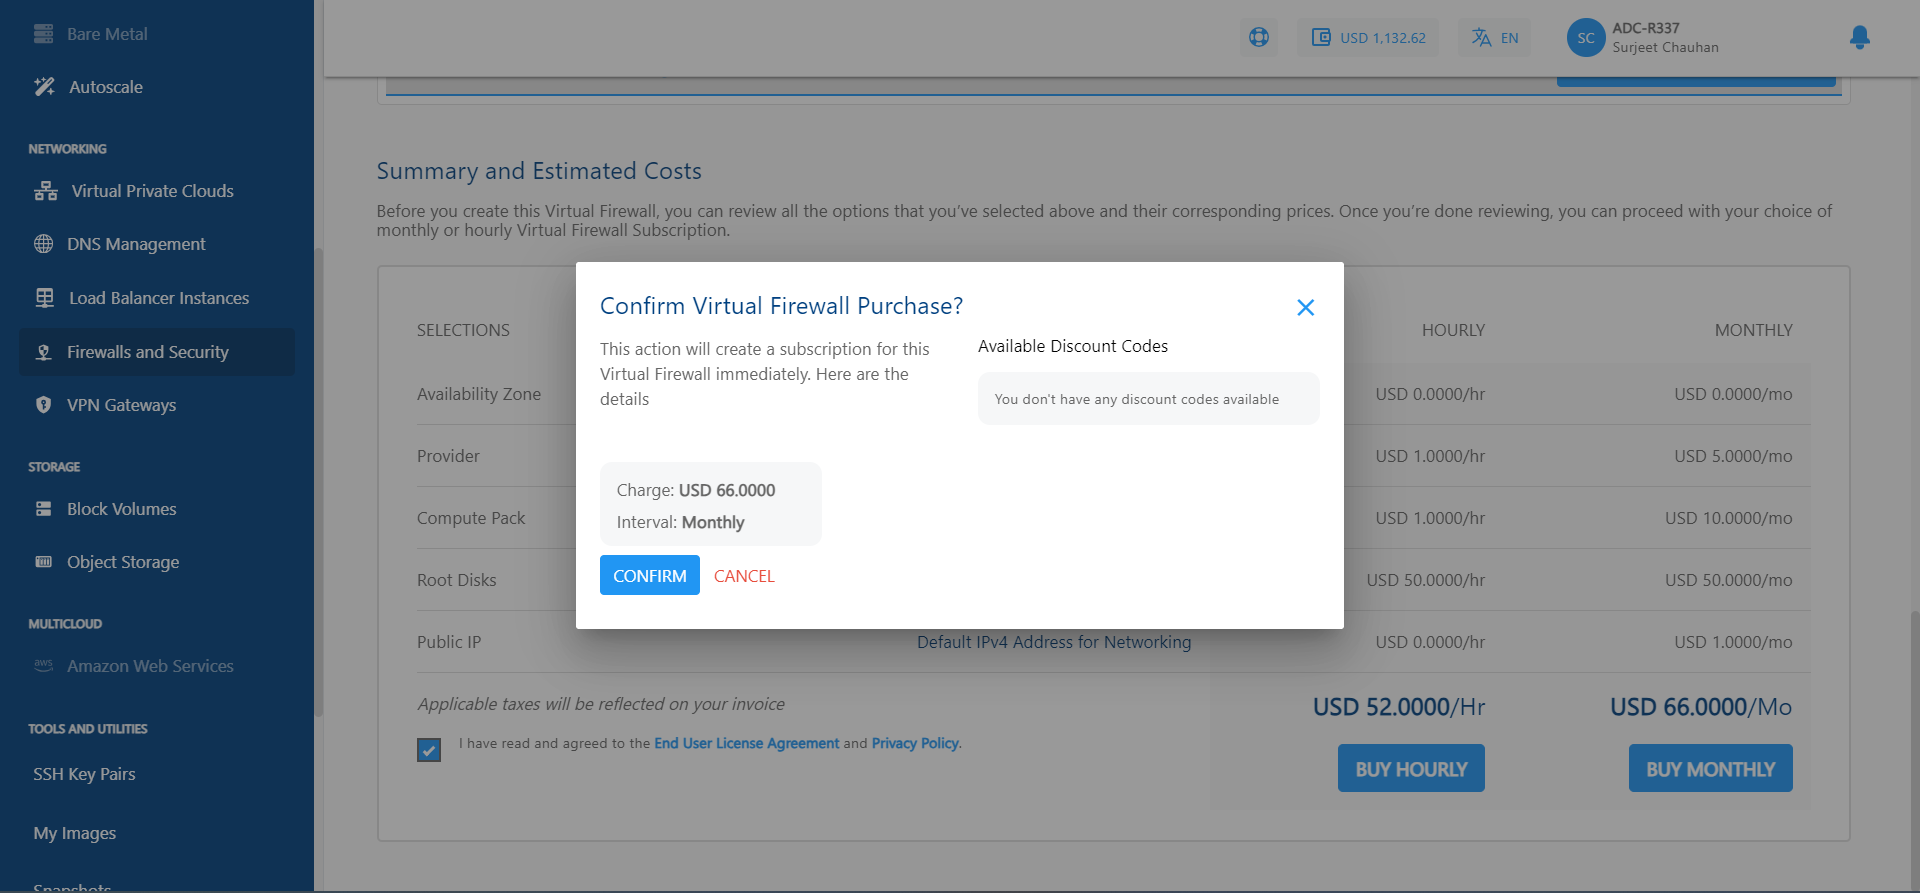 Bare Metal
Autoscale
NETWORKING
Virtual Private Clouds
DNS Management
Load Balancer Instances
Firewalls and Security
VPN Gateways
STORAGE
Block Volumes
Object Storage
MULTICLOUD
aws Amazon Web Services
TOOLS AND UTILITIES
SSH Key Pairs
My Images
Snapshots
USD 1,132.62
EN
SC
ADC-R337
Surjeet Chauhan
Summary and Estimated Costs
Before you create this Virtual Firewall, you can review all the options that you've selected above and their corresponding prices. Once you're done reviewing, you can proceed with your choice of
monthly or hourly Virtual Firewall Subscription.
SELECTIONS HOURLY MONTHLY
Availability Zone USD 0.0000/hr USD 0.0000/mo
Provider USD 1.0000/hr USD 5.0000/mo
Compute Pack USD 1.0000/hr USD 10.0000/mo
Root Disks USD 50.0000/hr USD 50.0000/mo
Public IP Default IPv4 Address for Networking USD 0.0000/hr USD 1.0000/mo
Applicable taxes will be reflected on your invoice
USD 52.0000/Hr USD 66.0000/Mo
I have read and agreed to the End User License Agreement and Privacy Policy.
BUY HOURLY BUY MONTHLY
Confirm Virtual Firewall Purchase?
This action will create a subscription for this
Virtual Firewall immediately. Here are the
details
Available Discount Codes
You don't have any discount codes available
Charge: USD 66.0000
Interval: Monthly
CONFIRM CANCEL